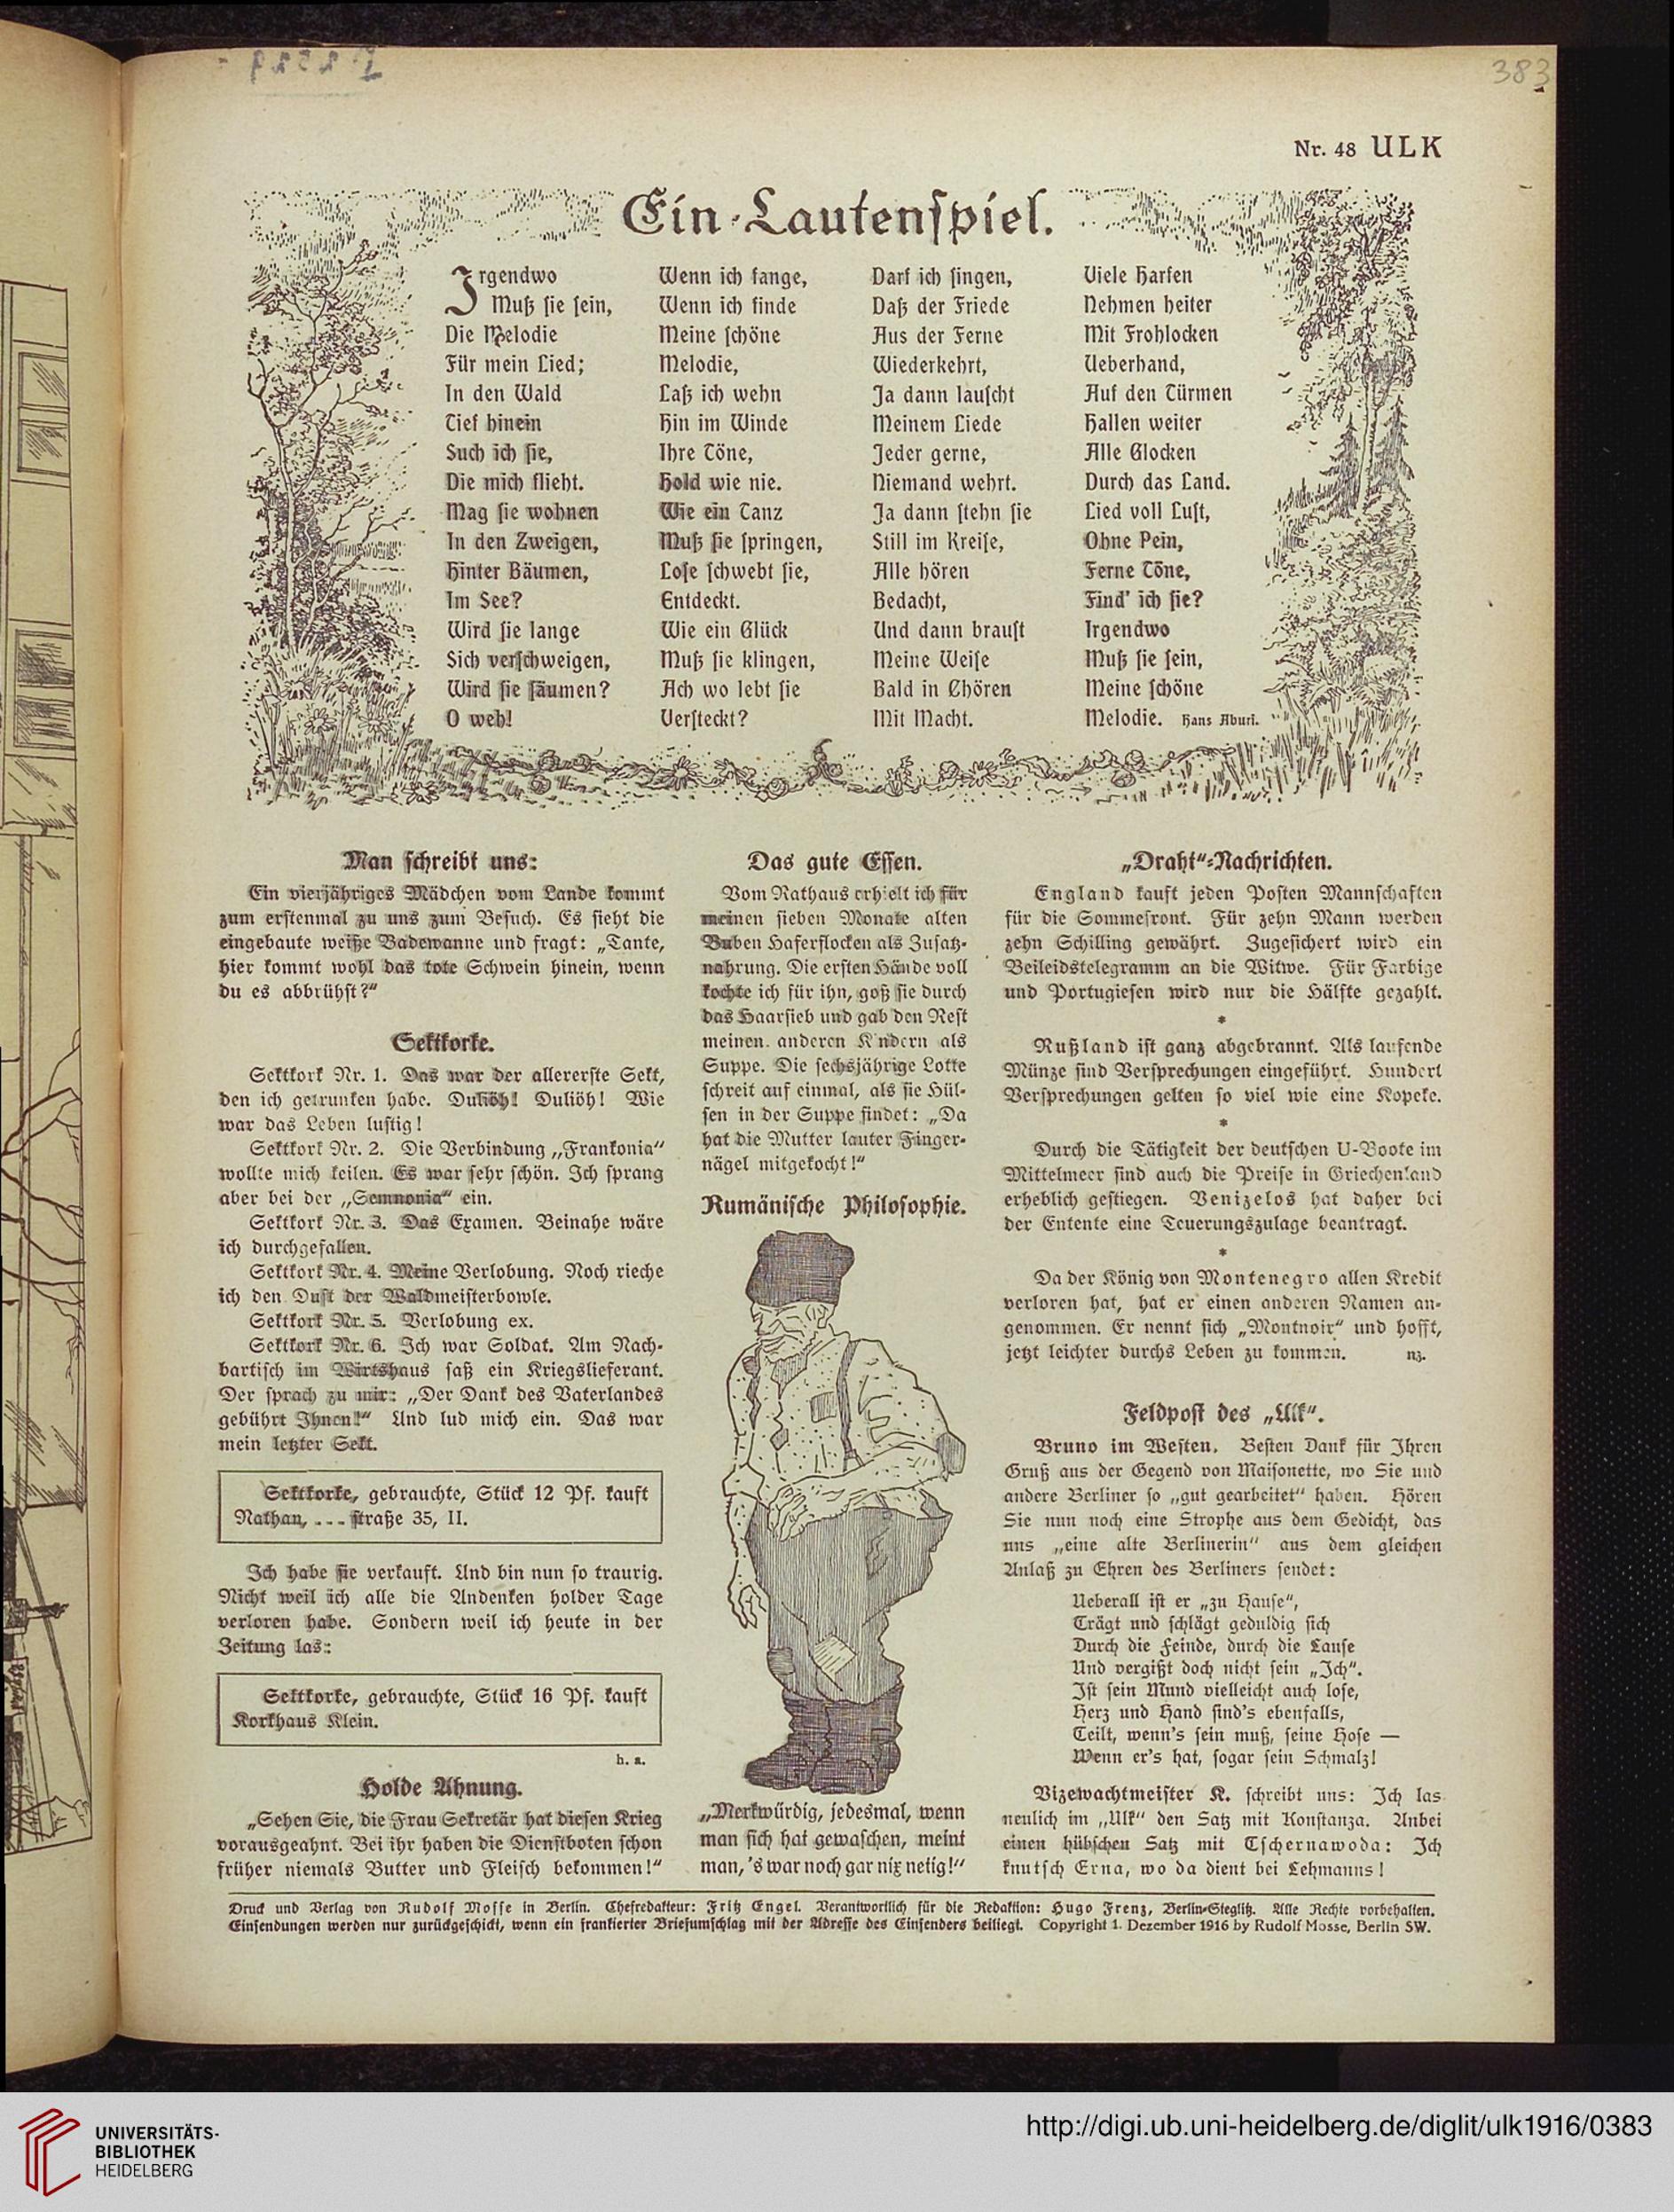 383
Nr. 48 ULK
Ein Lautenspiel.
Irgendwo
Muß sie sein,
Die Melodie
Für mein Lied;
In den Wald
Tief hinein
Such ich sie,
Die mich flieht.
Mag sie wohnen
In den Zweigen,
Hinter Bäumen,
Im See?
Wird sie lange
Sich verschweigen,
Wird sie säumen?
O weh!
Wenn ich fange,
Wenn ich finde
Meine schöne
Melodie,
Laß ich wehn
Hin im Winde
Ihre Töne,
Hold wie nie.
Wie ein Tanz
Muß sie springen,
Lose schwebt sie,
Entdeckt.
Wie ein Glück
Muß sie klingen,
Ach wo lebt sie
Versteckt?
Darf ich singen,
Daß der Friede
Aus der Ferne
Wiederkehrt,
Ja dann lauscht
Meinem Liede
Jeder gerne,
Niemand wehrt.
Ja dann stehn sie
Still im Kreise,
Alle hören
Bedacht,
Und dann braust
Meine Weise
Bald in Chören
Mit Macht.
Viele Harfen
Nehmen heiter
Mit Frohlocken
Ueberhand,
Auf den Türmen
Hallen weiter
Alle Glocken
Durch das Land.
Lied voll Lust,
Ohne Pein,
Ferne Töne,
Find' ich sie?
Irgendwo
Muß sie sein,
Meine schöne
Melodie. Hans Aburi.
Man schreibt uns:
Ein vierjähriges Mädchen vom Lande kommt
zum erstenmal zu uns zum Besuch. Es sieht die
eingebaute weiße Badewanne und fragt: „Tante,
hier kommt wohl das tote Schwein hinein, wenn
du es abbrühst?“
Sektkorke.
Sektkork Nr. 1. Das war der allererste Sekt,
den ich getrunken habe. Duliöh! Duliöh! Wie
war das Leben lustig!
Sektkork Nr. 2. Die Verbindung „Frankonia“
wollte mich keilen. Es war sehr schön. Ich sprang
aber bei der „Semnonia“ ein.
Sektkork Nr. 3. Das Examen. Beinahe wäre
ich durchgefallen.
Sektkork Nr. 4. Meine Verlobung. Noch rieche
ich den Duft der Waldmeisterbowle.
Sektkork Nr. 5. Verlobung ex.
Sektkork Nr. 6. Ich war Soldat. Am Nach-
bartisch im Wirtshaus saß ein Kriegslieferant.
Der sprach zu mir: „Der Dank des Vaterlandes
gebührt Ihnen!“ Und lud mich ein. Das war
mein letzter Sekt.
Sektkorke, gebrauchte, Stück 12 Pf. kauft
Nathan, ... straße 35, II.
Ich habe sie verkauft. Und bin nun so traurig.
Nicht weil ich alle die Andenken holder Tage
verloren habe. Sondern weil ich heute in der
Zeitung las:
Sektkorke, gebrauchte, Stück 16 Pf. kauft
Korkhaus Klein.
h. a.
Holde Ahnung.
„Sehen Sie, die Frau Sekretär hat diesen Krieg
vorausgeahnt. Bei ihr haben die Dienstboten schon
früher niemals Butter und Fleisch bekommen!“
Das gute Essen.
Vom Rathaus erhielt ich für
meinen sieben Monate alten
Buben Haferflocken als Zusatz-
nahrung. Die ersten Hände voll
kochte ich für ihn, goß sie durch
das Haarsieb und gab den Rest
meinen anderen Kindern als
Suppe. Die sechsjährige Lotte
schreit auf einmal, als sie Hül-
sen in der Suppe findet: „Da
hat die Mutter lauter Finger-
nägel mitgekocht!“
Rumänische Philosophie.
„Merkwürdig, jedesmal, wenn
man sich hat gewaschen, meint
man, 's war noch gar nix netig!“
„Draht“-Nachrichten.
England kauft jeden Posten Mannschaften
für die Sommefront. Für zehn Mann werden
zehn Schilling gewährt. Zugesichert wird ein
Beileidstelegramm an die Witwe. Für Farbige
und Portugiesen wird nur die Hälfte gezahlt.
*
Rußland ist ganz abgebrannt. Als laufende
Münze sind Versprechungen eingeführt. Hundert
Versprechungen gelten so viel wie eine Kopeke.
*
Durch die Tätigkeit der deutschen U-Boote im
Mittelmeer sind auch die Preise in Griechenland
erheblich gestiegen. Venizelos hat daher bei
der Entente eine Teuerungszulage beantragt.
*
Da der König von Montenegro allen Kredit
verloren hat, hat er einen anderen Namen an-
genommen. Er nennt sich „Montnoir“ und hofft,
jetzt leichter durchs Leben zu kommen. nz.
Feldpost des „Ulk“.
Bruno im Westen. Besten Dank für Ihren
Gruß aus der Gegend von Maisonette, wo Sie und
andere Berliner so „gut gearbeitet“ haben. Hören
Sie nun noch eine Strophe aus dem Gedicht, das
uns „eine alte Berlinerin“ aus dem gleichen
Anlaß zu Ehren des Berliners sendet:
Ueberall ist er „zu Hause“,
Trägt und schlägt geduldig sich
Durch die Feinde, durch die Lause
Und vergißt doch nicht sein „Ich“.
Ist sein Mund vielleicht auch lose,
Herz und Hand sind's ebenfalls,
Teilt, wenn's sein muß, seine Hose —
Wenn er's hat, sogar sein Schmalz!
Vizewachtmeister K. schreibt uns: Ich las
neulich im „Ulk“ den Satz mit Konstanza. Anbei
einen hübschen Satz mit Tschernawoda: Ich
knutsch Erna, wo da dient bei Lehmanns!
Druck und Verlag von Rudolf Mosse in Berlin. Chefredakteur: Fritz Engel. Verantwortlich für die Redaktion: Hugo Frenz, Berlin-Steglitz. Alle Rechte vorbehalten.
Einsendungen werden nur zurückgeschickt, wenn ein frankierter Briefumschlag mit der Adresse des Einsenders beiliegt. Copyright 1. Dezember 1916 by Rudolf Mosse, Berlin SW.
UNIVERSITÄTS-
BIBLIOTHEK
HEIDELBERG
http://digi.ub.uni-heidelberg.de/diglit/ulk1916/0383